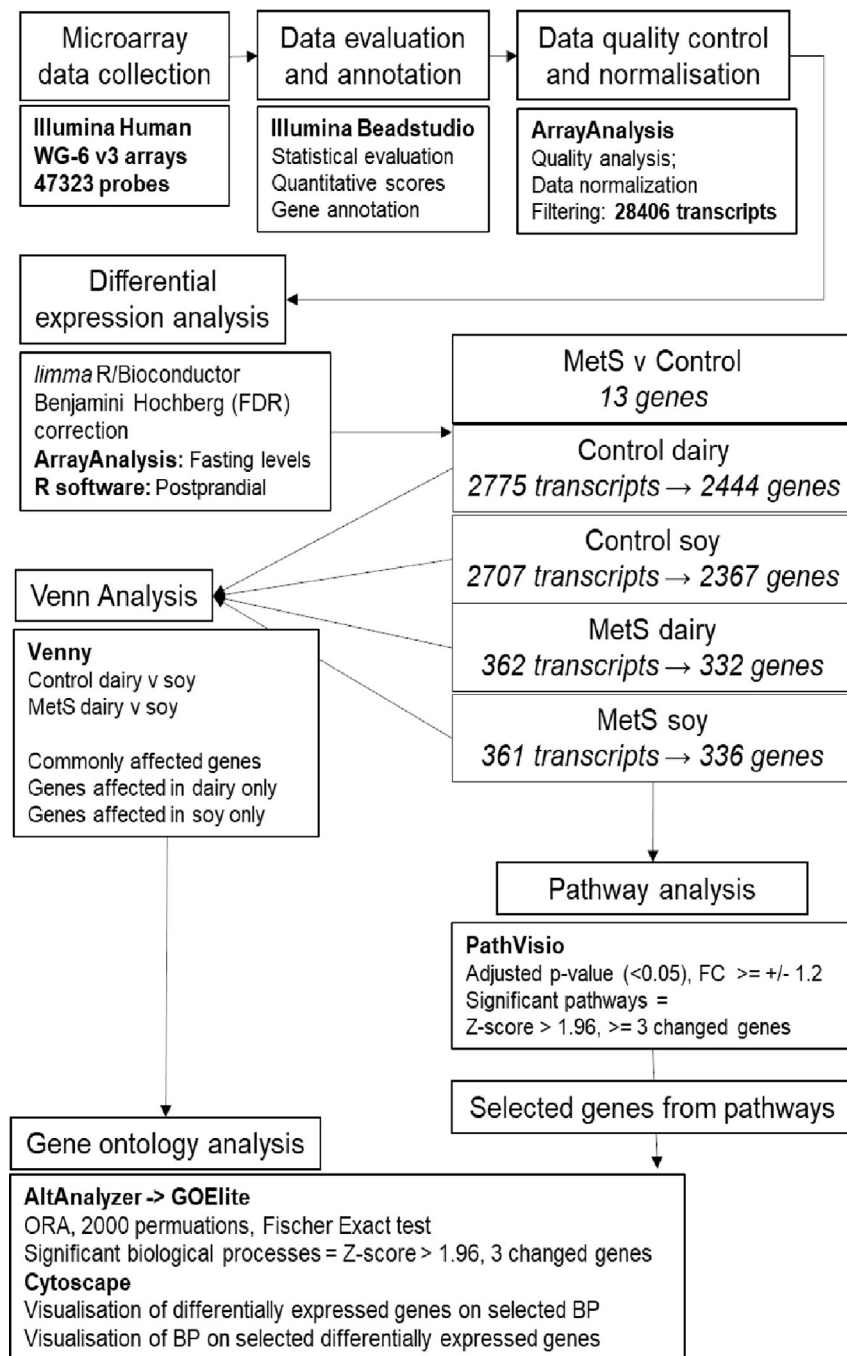 Microarray
data collection
Data evaluation
and annotation
Data quality control
and normalisation
Illumina Human
WG-6 v3 arrays
47323 probes
Illumina Beadstudio
Statistical evaluation
Quantitative scores
Gene annotation
ArrayAnalysis
Quality analysis;
Data normalization
Filtering: 28406 transcripts
Differential
expression analysis
limma R/Bioconductor
Benjamini Hochberg (FDR)
correction
ArrayAnalysis: Fasting levels
R software: Postprandial
MetS v Control
13 genes
Control dairy
2775 transcripts → 2444 genes
Control soy
2707 transcripts → 2367 genes
MetS dairy
362 transcripts → 332 genes
MetS soy
361 transcripts → 336 genes
Venn Analysis
Venny
Control dairy v soy
MetS dairy v soy
Commonly affected genes
Genes affected in dairy only
Genes affected in soy only
Pathway analysis
PathVisio
Adjusted p-value (<0.05), FC >= +/- 1.2
Significant pathways =
Z-score > 1.96, >= 3 changed genes
Selected genes from pathways
Gene ontology analysis
AltAnalyzer -> GOElite
ORA, 2000 permuations, Fischer Exact test
Significant biological processes = Z-score > 1.96, 3 changed genes
Cytoscape
Visualisation of differentially expressed genes on selected BP
Visualisation of BP on selected differentially expressed genes